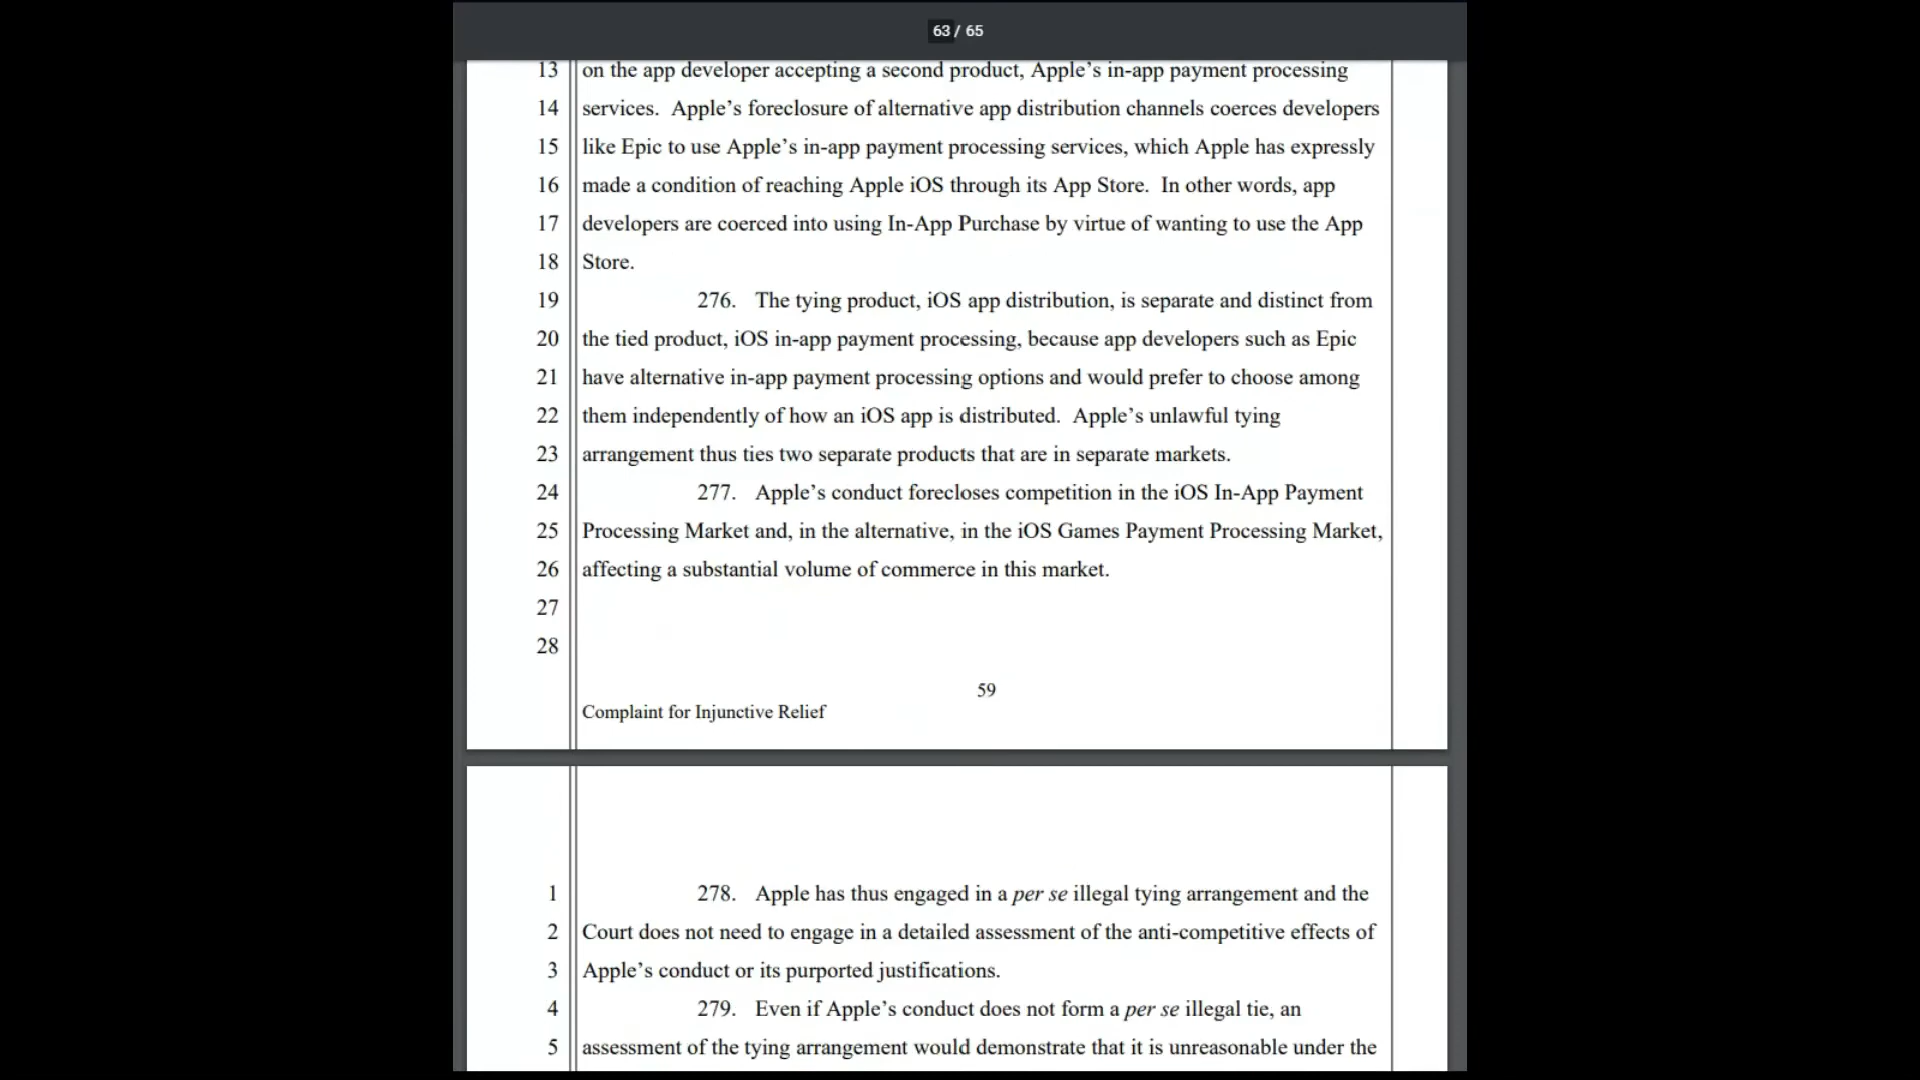 63 / 65
13 on the app developer accepting a second product, Apple’s in-app payment processing
14 services.  Apple’s foreclosure of alternative app distribution channels coerces developers
15 like Epic to use Apple’s in-app payment processing services, which Apple has expressly
16 made a condition of reaching Apple iOS through its App Store.  In other words, app
17 developers are coerced into using In-App Purchase by virtue of wanting to use the App
18 Store.
19 276. The tying product, iOS app distribution, is separate and distinct from
20 the tied product, iOS in-app payment processing, because app developers such as Epic
21 have alternative in-app payment processing options and would prefer to choose among
22 them independently of how an iOS app is distributed.  Apple’s unlawful tying
23 arrangement thus ties two separate products that are in separate markets.
24 277. Apple’s conduct forecloses competition in the iOS In-App Payment
25 Processing Market and, in the alternative, in the iOS Games Payment Processing Market,
26 affecting a substantial volume of commerce in this market.
27
28
59
Complaint for Injunctive Relief
1 278. Apple has thus engaged in a per se illegal tying arrangement and the
2 Court does not need to engage in a detailed assessment of the anti-competitive effects of
3 Apple’s conduct or its purported justifications.
4 279. Even if Apple’s conduct does not form a per se illegal tie, an
5 assessment of the tying arrangement would demonstrate that it is unreasonable under the